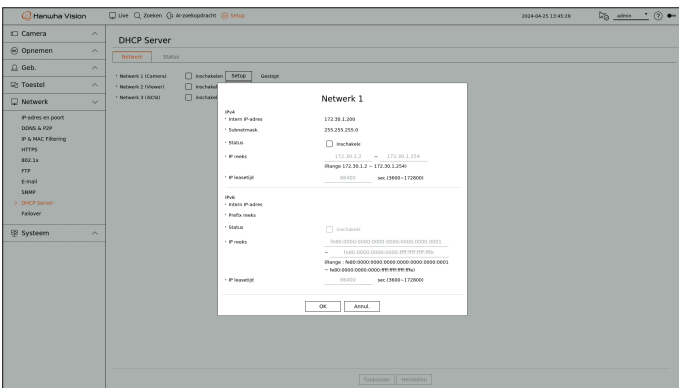 Hanwha Vision
Live Zoeken AI-zoekopdracht Setup 2024-04-25 13:45:29 admin ?
Camera
Opnemen
Geb.
Toestel
Netwerk
IP-adres en poort
DDNS & P2P
IP & MAC Filtering
HTTPS
802.1x
FTP
E-mail
SNMP
> DHCP Server
Failover
Systeem
DHCP Server
Netwerk Status
Netwerk 1 (Camera) inschakelen Setup Gestopt
Netwerk 2 (Viewer) inschakel
Netwerk 3 (iSCSI) inschakel
Netwerk 1
IPv4
Intern IP-adres 172.30.1.200
Subnetmask. 255.255.255.0
Status inschakele
IP reeks 172.30.1.2 ~ 172.30.1.254
(Range 172.30.1.2 ~ 172.30.1.254)
IP leasetijd 86400 sec.(3600~172800)
IPv6
Intern IP-adres
Prefix reeks
Status inschakele
IP reeks fe80:0000:0000:0000:0000:0000:0000:0001
~ fe80:0000:0000:0000:ffff:ffff:ffff:fffe
(Range : fe80:0000:0000:0000:0000:0000:0000:0001
~ fe80:0000:0000:0000:ffff:ffff:ffff:fffe)
IP leasetijd 86400 sec.(3600~172800)
OK Annul.
Toepassen Herstellen